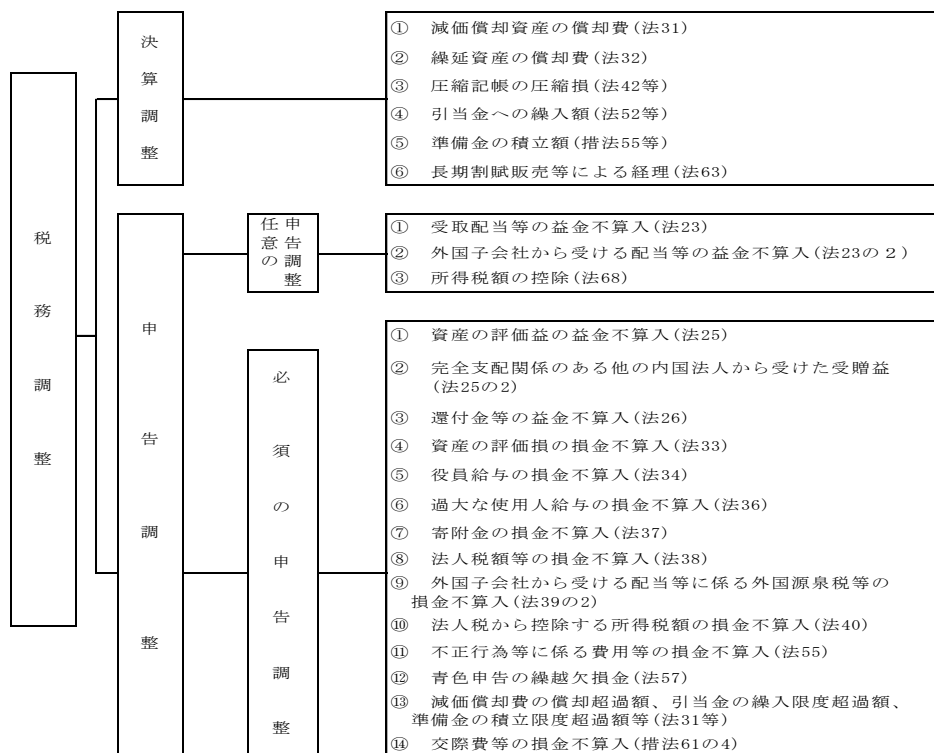 税務調整
決算調整
① 減価償却資産の償却費(法31)
② 繰延資産の償却費(法32)
③ 圧縮記帳の圧縮損(法42等)
④ 引当金への繰入額(法52等)
⑤ 準備金の積立額(措法55等)
⑥ 長期割賦販売等による経理(法63)
申告調整
任意の
申告調整
① 受取配当等の益金不算入(法23)
② 外国子会社から受ける配当等の益金不算入(法23の2)
③ 所得税額の控除(法68)
必須の申告調整
① 資産の評価益の益金不算入(法25)
② 完全支配関係のある他の内国法人から受けた受贈益
(法25の2)
③ 還付金等の益金不算入(法26)
④ 資産の評価損の損金不算入(法33)
⑤ 役員給与の損金不算入(法34)
⑥ 過大な使用人給与の損金不算入(法36)
⑦ 寄附金の損金不算入(法37)
⑧ 法人税額等の損金不算入(法38)
⑨ 外国子会社から受ける配当等に係る外国源泉税等の
損金不算入(法39の2)
⑩ 法人税から控除する所得税額の損金不算入(法40)
⑪ 不正行為等に係る費用等の損金不算入(法55)
⑫ 青色申告の繰越欠損金(法57)
⑬ 減価償却費の償却超過額、引当金の繰入限度超過額、
準備金の積立限度超過額等(法31等)
⑭ 交際費等の損金不算入(措法61の4)